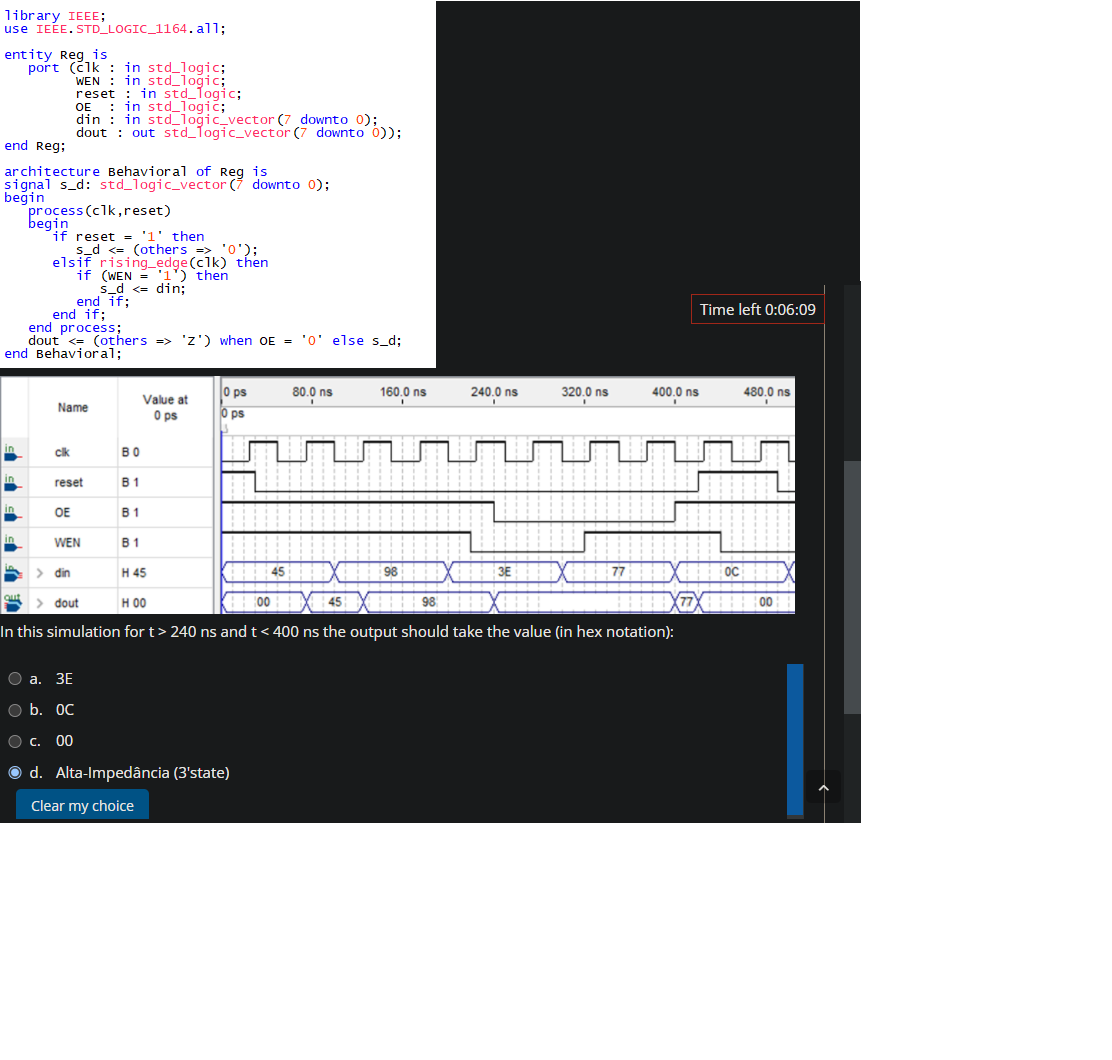 library IEEE;
use IEEE.STD_LOGIC_1164.all;
entity Reg is
port (clk : in std_logic;
WEN : in std_logic;
reset : in std_logic;
OE : in std_logic;
din : in std_logic_vector(7 downto 0);
dout : out std_logic_vector(7 downto 0));
end Reg;
architecture Behavioral of Reg is
signal s_d: std_logic_vector(7 downto 0);
begin
process(clk,reset)
begin
if reset = '1' then
s_d <= (others => '0');
elsif rising_edge(clk) then
if (WEN = '1') then
s_d <= din;
end if;
end if;
end process;
dout <= (others => 'Z') when OE = '0' else s_d;
end Behavioral;
Time left 0:06:09
Name
Value at
0 ps
0 ps 80.0 ns 160.0 ns 240.0 ns 320.0 ns 400.0 ns 480.0 ns
0 ps
in clk B 0
in reset B 1
in OE B 1
in WEN B 1
in > din H 45 45 98 3E 77 0C
out > dout H 00 00 45 98 77 00
In this simulation for t > 240 ns and t < 400 ns the output should take the value (in hex notation):
a. 3E
b. 0C
c. 00
d. Alta-Impedância (3'state)
Clear my choice